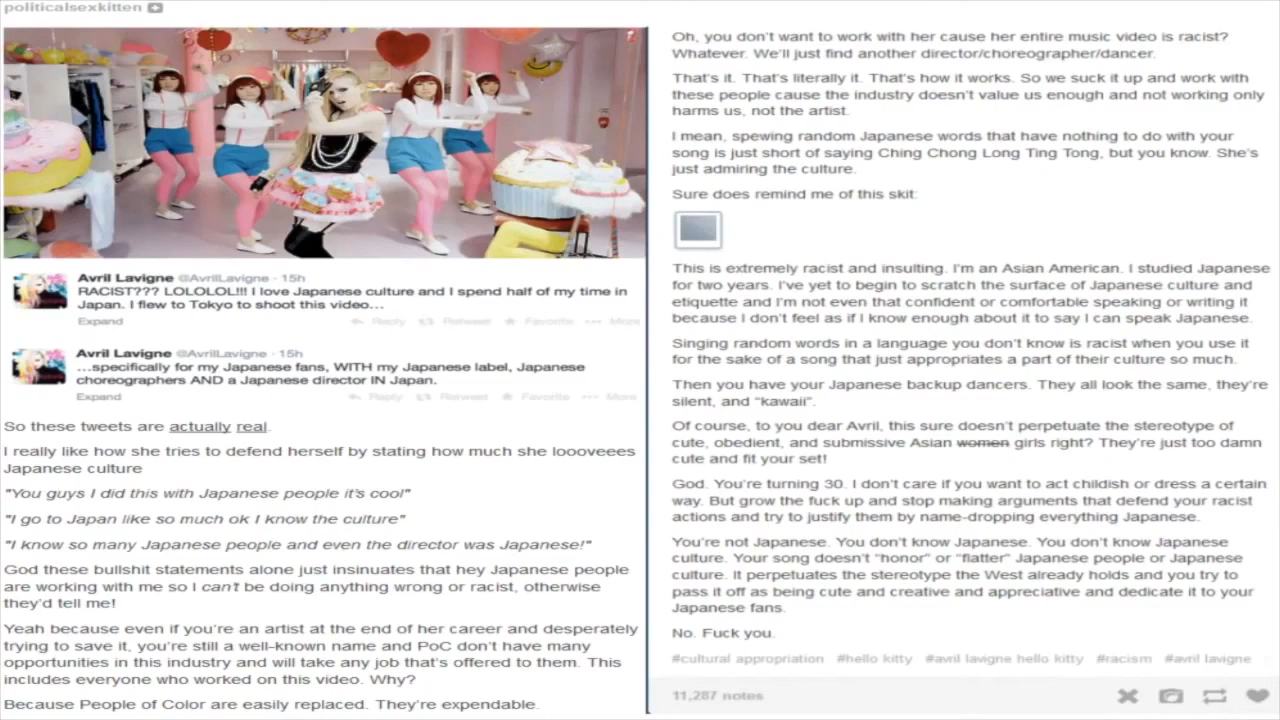 politicalsexkitten
Avril Lavigne @AvrilLavigne · 15h
RACIST??? LOLOLOL!!! I love Japanese culture and I spend half of my time in
Japan. I flew to Tokyo to shoot this video...
Expand Reply Retweet Favorite More
Avril Lavigne @AvrilLavigne · 15h
...specifically for my Japanese fans, WITH my Japanese label, Japanese
choreographers AND a Japanese director IN Japan.
Expand Reply Retweet Favorite More
So these tweets are actually real.
I really like how she tries to defend herself by stating how much she loooveees
Japanese culture
"You guys I did this with Japanese people it's cool"
"I go to Japan like so much ok I know the culture"
"I know so many Japanese people and even the director was Japanese!"
God these bullshit statements alone just insinuates that hey Japanese people
are working with me so I can't be doing anything wrong or racist, otherwise
they'd tell me!
Yeah because even if you're an artist at the end of her career and desperately
trying to save it, you're still a well-known name and PoC don't have many
opportunities in this industry and will take any job that's offered to them. This
includes everyone who worked on this video. Why?
Because People of Color are easily replaced. They're expendable.
Oh, you don't want to work with her cause her entire music video is racist?
Whatever. We'll just find another director/choreographer/dancer.
That's it. That's literally it. That's how it works. So we suck it up and work with
these people cause the industry doesn't value us enough and not working only
harms us, not the artist.
I mean, spewing random Japanese words that have nothing to do with your
song is just short of saying Ching Chong Long Ting Tong, but you know. She's
just admiring the culture.
Sure does remind me of this skit:
This is extremely racist and insulting. I'm an Asian American. I studied Japanese
for two years. I've yet to begin to scratch the surface of Japanese culture and
etiquette and I'm not even that confident or comfortable speaking or writing it
because I don't feel as if I know enough about it to say I can speak Japanese.
Singing random words in a language you don't know is racist when you use it
for the sake of a song that just appropriates a part of their culture so much.
Then you have your Japanese backup dancers. They all look the same, they're
silent, and "kawaii".
Of course, to you dear Avril, this sure doesn't perpetuate the stereotype of
cute, obedient, and submissive Asian women girls right? They're just too damn
cute and fit your set!
God. You're turning 30. I don't care if you want to act childish or dress a certain
way. But grow the fuck up and stop making arguments that defend your racist
actions and try to justify them by name-dropping everything Japanese.
You're not Japanese. You don't know Japanese. You don't know Japanese
culture. Your song doesn't "honor" or "flatter" Japanese people or Japanese
culture. It perpetuates the stereotype the West already holds and you try to
pass it off as being cute and creative and appreciative and dedicate it to your
Japanese fans.
No. Fuck you.
#cultural appropriation #hello kitty #avril lavigne hello kitty #racism #avril lavigne
11,287 notes